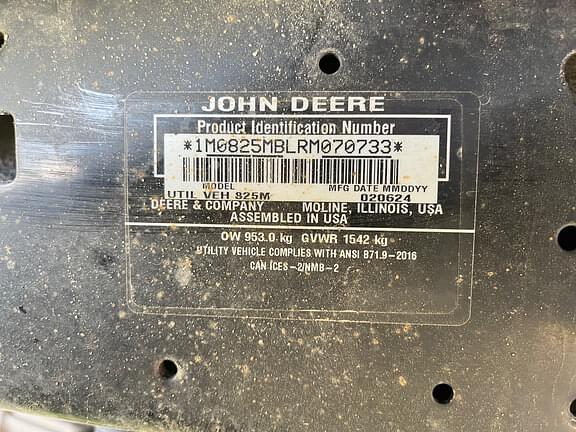 JOHN DEERE
Product Identification Number
*1M0825MBLRM070733*
MODEL MFG DATE MMDDYY
UTIL VEH 825M 020624
DEERE & COMPANY MOLINE, ILLINOIS, USA
ASSEMBLED IN USA
OW 953.0 kg GVWR 1542 kg
UTILITY VEHICLE COMPLIES WITH ANSI B71.9-2016
CAN ICES-2/NMB-2